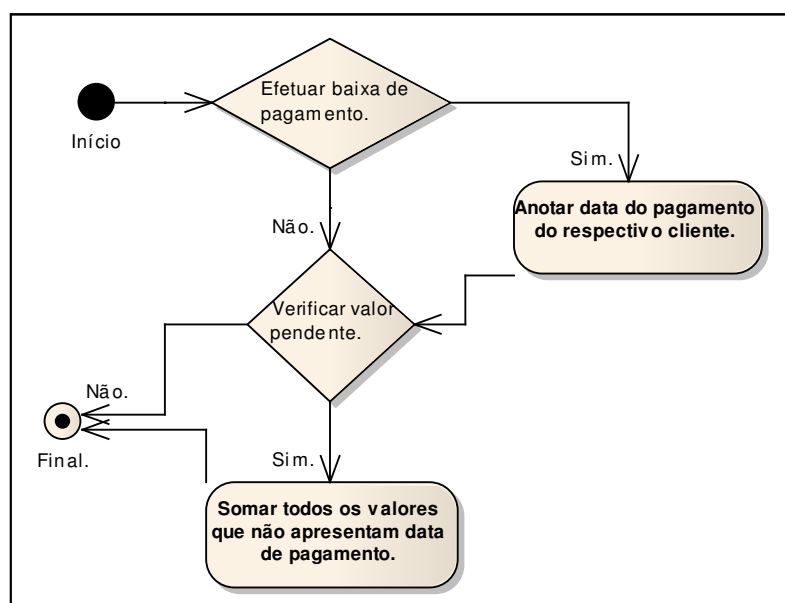 Efetuar baixa de
pagamento.
Início
Sim.
Anotar data do pagamento
do respectivo cliente.
Não.
Verificar valor
pendente.
Não.
Final.
Sim.
Somar todos os valores
que não apresentam data
de pagamento.